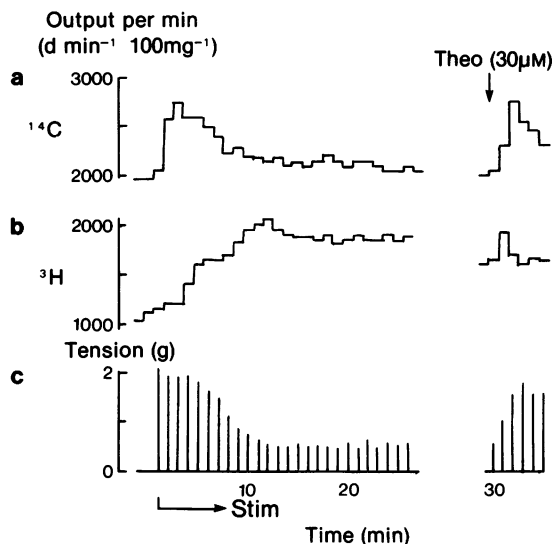 Output per min
(d min⁻¹ 100mg⁻¹)
Theo (30µM)
a
3000
¹⁴C
2000
b
2000
³H
1000
Tension (g)
c
2
0
10
20
30
Stim
Time (min)